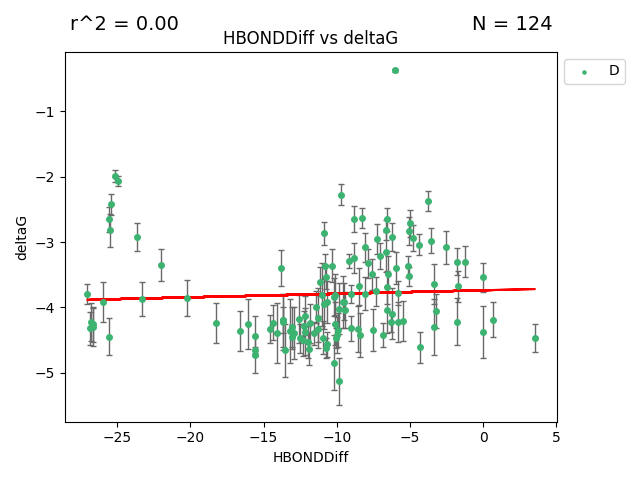 r^2 = 0.00
N = 124
HBONDDiff vs deltaG
D
deltaG
−1
−2
−3
−4
−5
−25
−20
−15
−10
−5
0
5
HBONDDiff